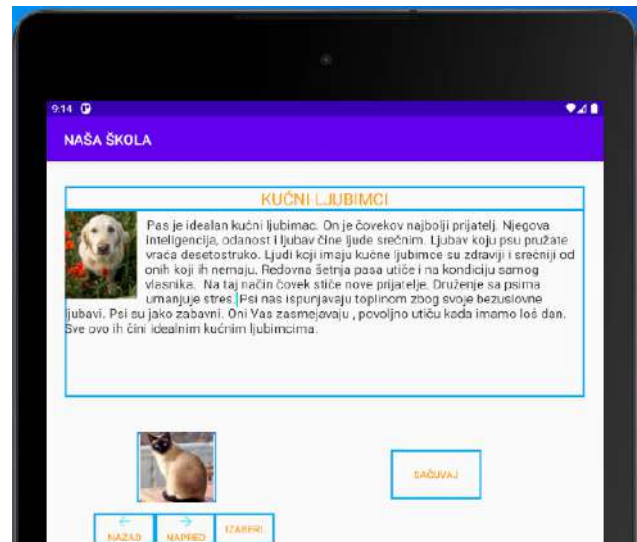 9:14
NAŠA ŠKOLA
KUĆNI LJUBIMCI
Pas je idealan kućni ljubimac. On je čovekov najbolji prijatelj. Njegova
inteligencija, odanost i ljubav čine ljude srećnim. Ljubav koju psu pružate
vraća desetostruko. Ljudi koji imaju kućne ljubimce su zdraviji i srećniji od
onih koji ih nemaju. Redovna šetnja pasa utiče i na kondiciju samog
vlasnika. Na taj način čovek stiče nove prijatelje. Druženje sa psima
umanjuje stres. Psi nas ispunjavaju toplinom zbog svoje bezuslovne
ljubavi. Psi su jako zabavni. Oni Vas zasmejavaju , povoljno utiču kada imamo loš dan.
Sve ovo ih čini idealnim kućnim ljubimcima.
SAČUVAJ
NAZAD NAPRED IZABERI